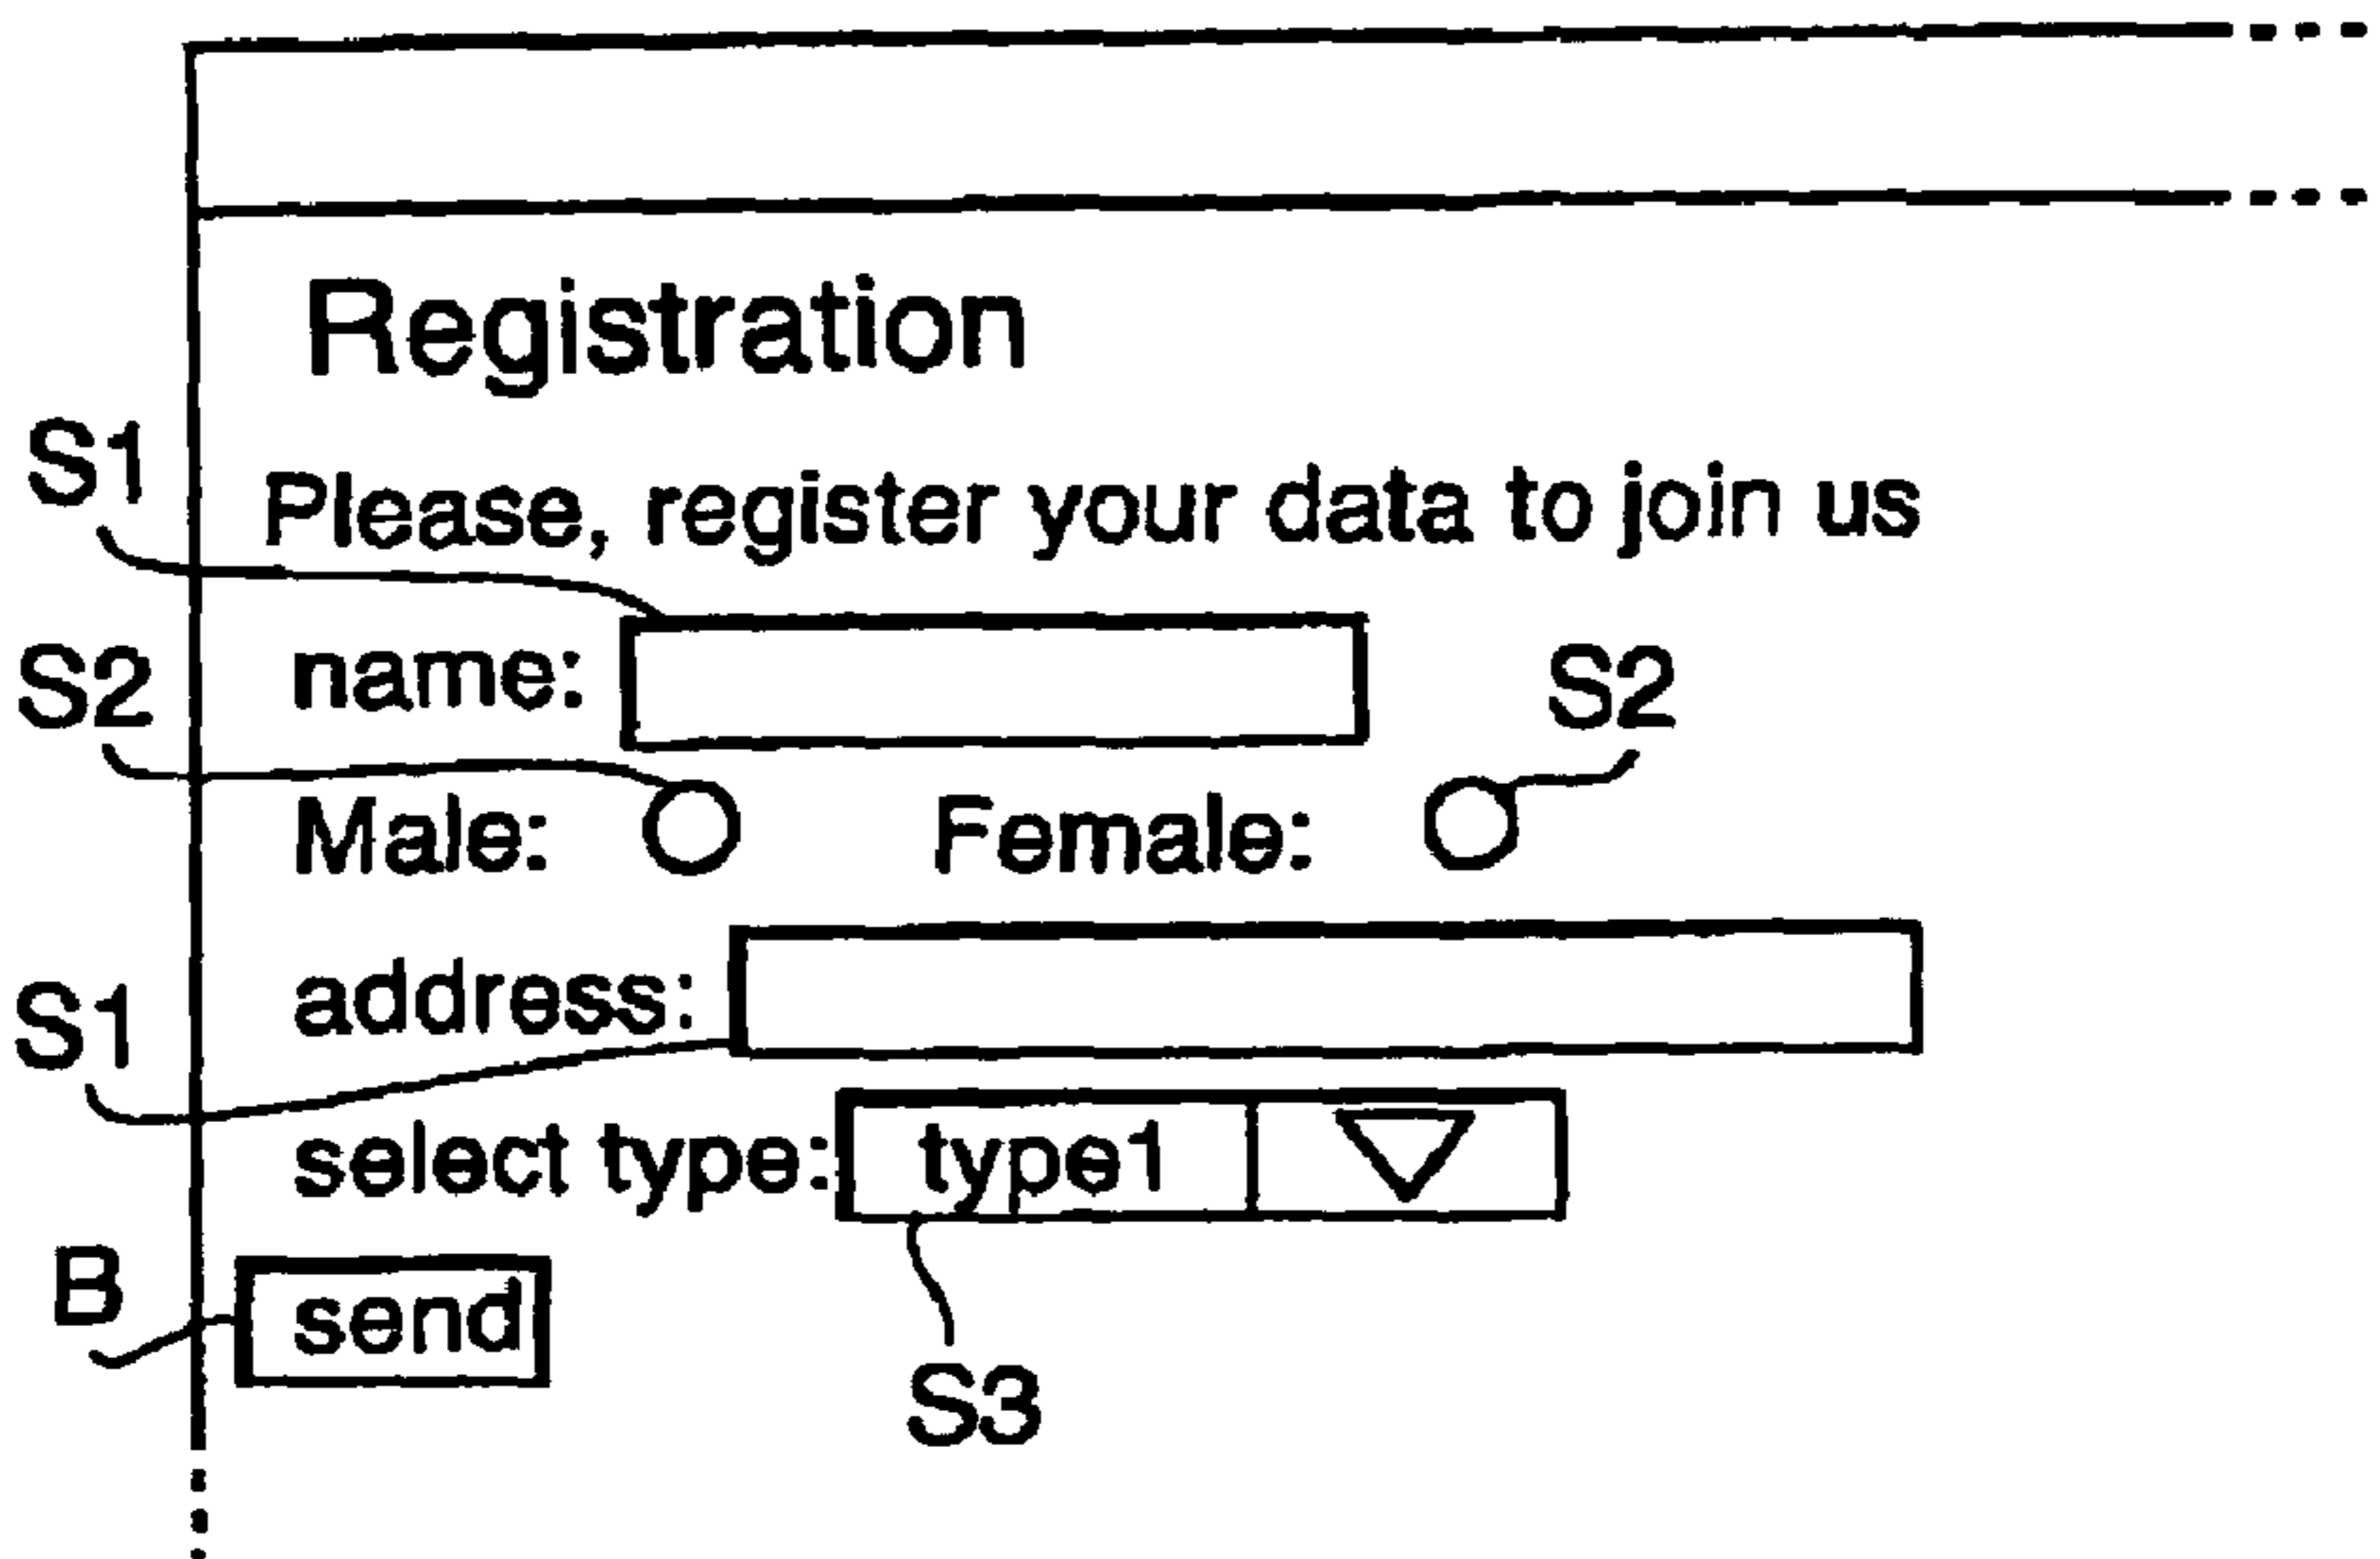 Registration
S1
Please, register your data to join us
S2 name: S2
Male: Female:
S1 address:
select type: type1
B send
S3